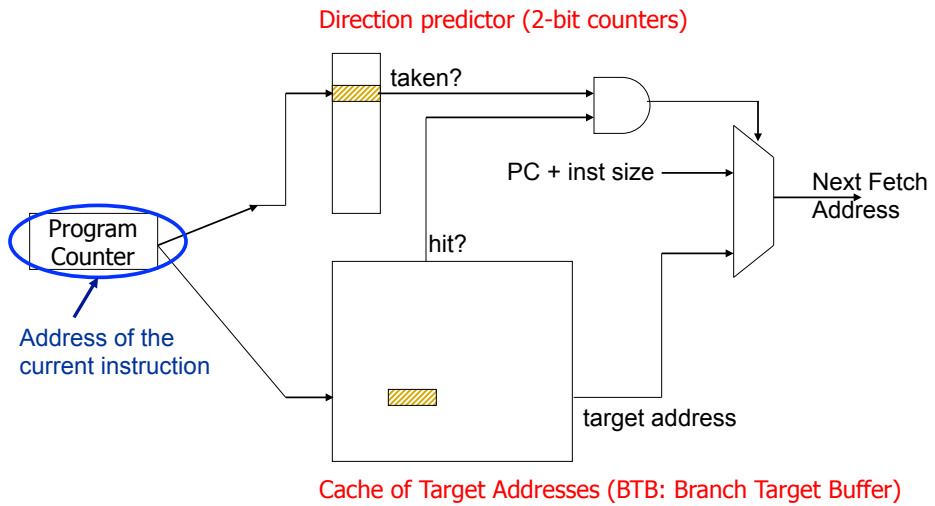 Direction predictor (2-bit counters)
taken?
PC + inst size
Next Fetch
Address
Program
Counter
hit?
Address of the
current instruction
target address
Cache of Target Addresses (BTB: Branch Target Buffer)